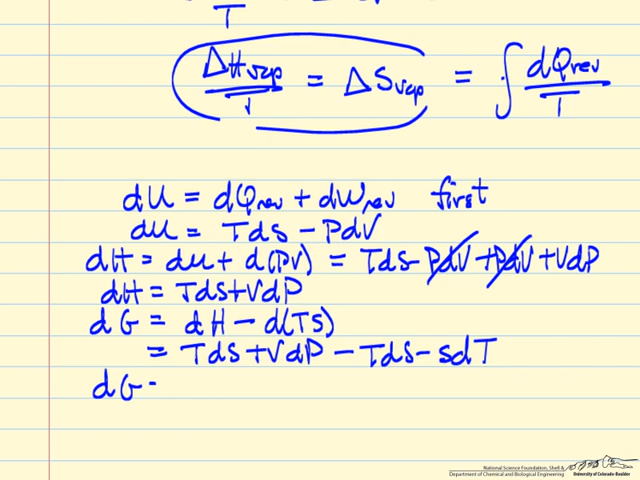 T
ΔHvap/T = ΔSvap = ∫ dQrev/T
dU = dQrev + dWrev first
dU = TdS - PdV
dH = dU + d(PV) = TdS - PdV + PdV + VdP
dH = TdS + VdP
dG = dH - d(TS)
= TdS + VdP - TdS - SdT
dG -
National Science Foundation, Shell &
Department of Chemical and Biological Engineering University of Colorado-Boulder